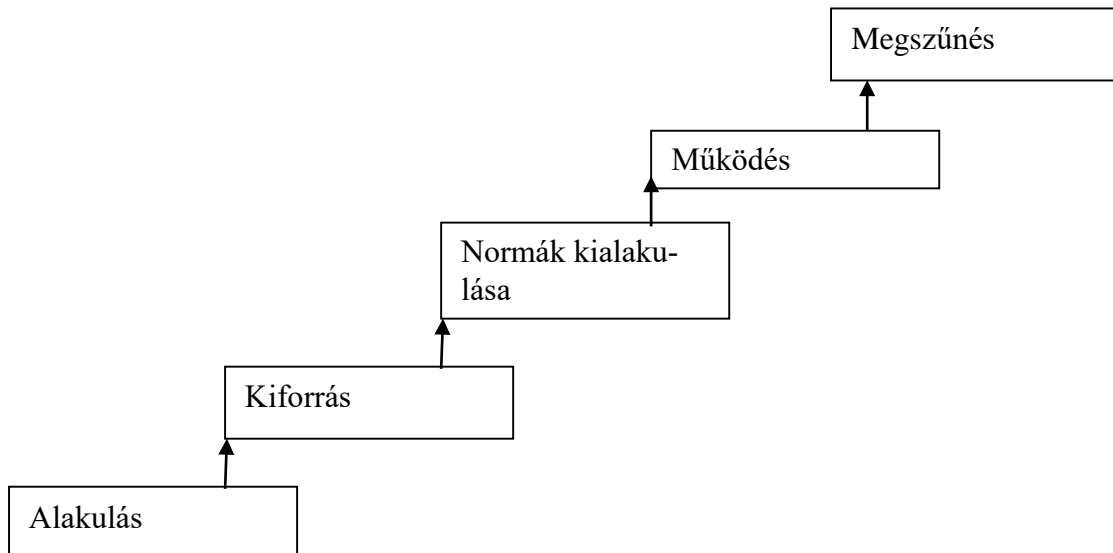 Megszűnés
Működés
Normák kialaku-
lása
Kiforrás
Alakulás